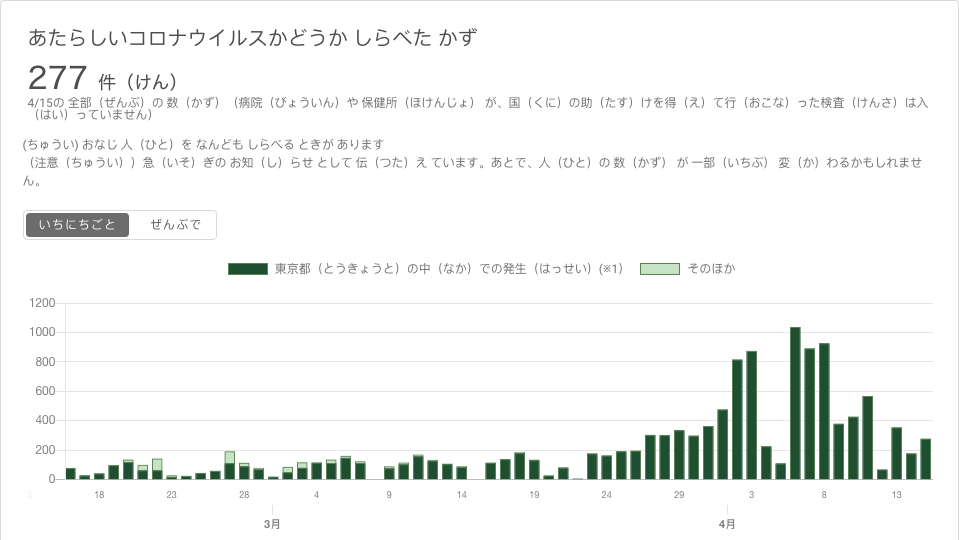 あたらしいコロナウイルスかどうか しらべた かず
277 件（けん）
4/15の 全部（ぜんぶ）の 数（かず）（病院（びょういん）や 保健所（ほけんじょ） が、国（くに）の助（たす）けを得（え）て行（おこな）った検査（けんさ）は入
（はい）っていません）
(ちゅうい) おなじ 人（ひと）を なんども しらべる ときが あります
（注意（ちゅうい））急（いそ）ぎの お知（し）らせ として 伝（つた）え ています。あとで、人（ひと）の 数（かず） が 一部（いちぶ） 変（か）わるかもしれませ
ん。
いちにちごと ぜんぶで
東京都（とうきょうと）の中（なか）での発生（はっせい）(※1) そのほか
1200
1000
800
600
400
200
0
18 23 28 4 9 14 19 24 29 3 8 13
3月 4月